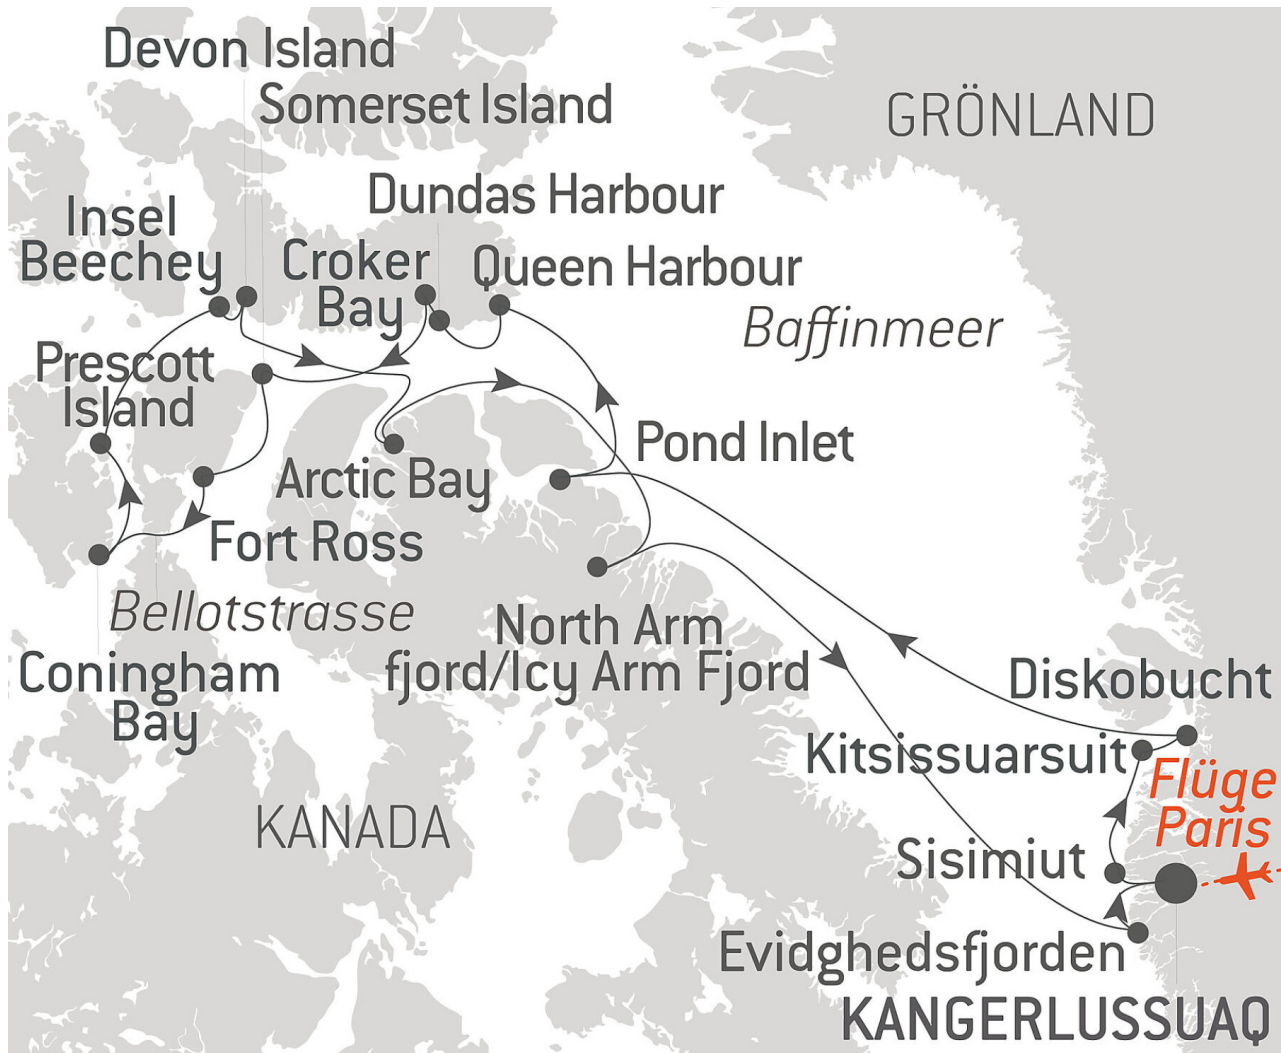 Devon Island
Somerset Island
GRÖNLAND
Dundas Harbour
Insel
Beechey
Croker
Bay
Queen Harbour
Baffinmeer
Prescott
Island
Pond Inlet
Arctic Bay
Fort Ross
Bellotstrasse
North Arm
fjord/Icy Arm Fjord
Coningham
Bay
Diskobucht
Kitsissuarsuit
Flüge
Paris
KANADA
Sisimiut
Evidghedsfjorden
KANGERLUSSUAQ